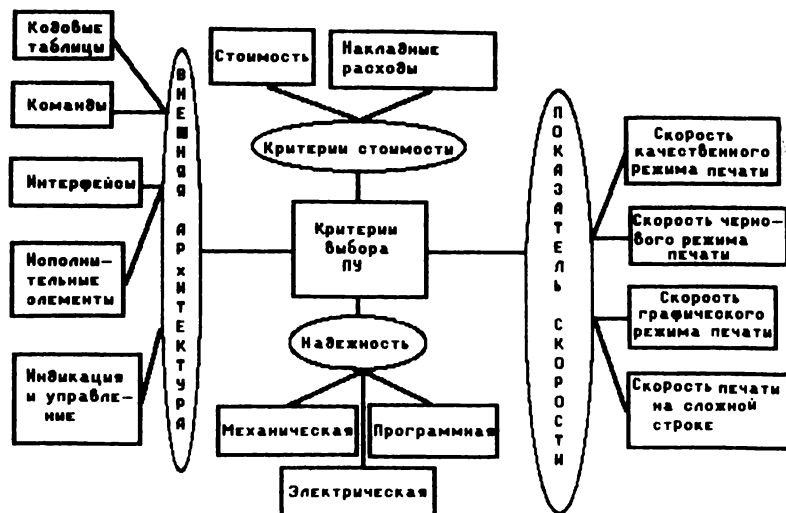 Кодовые
таблицы
Команды
Интерфейсы
Исполни-
тельные
элементы
Индикация
и управле-
ние
ВНЕШНЯЯ АРХИТЕКТУРА
Стоимость
Накладные
расходы
Критерии стоимости
Критерии
выбора
ПУ
Надежность
Механическая
Программная
Электрическая
ПОКАЗАТЕЛЬ СКОРОСТИ
Скорость
качественного
режима печати
Скорость черно-
вого режима
печати
Скорость
графического
режима печати
Скорость печати
на сложной
строке